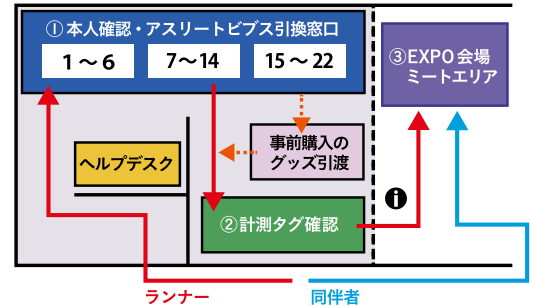 ①本人確認・アスリートビブス引換窓口
1〜6
7〜14
15〜22
③EXPO会場
ミートエリア
事前購入の
グッズ引渡
ヘルプデスク
②計測タグ確認
i
ランナー
同伴者